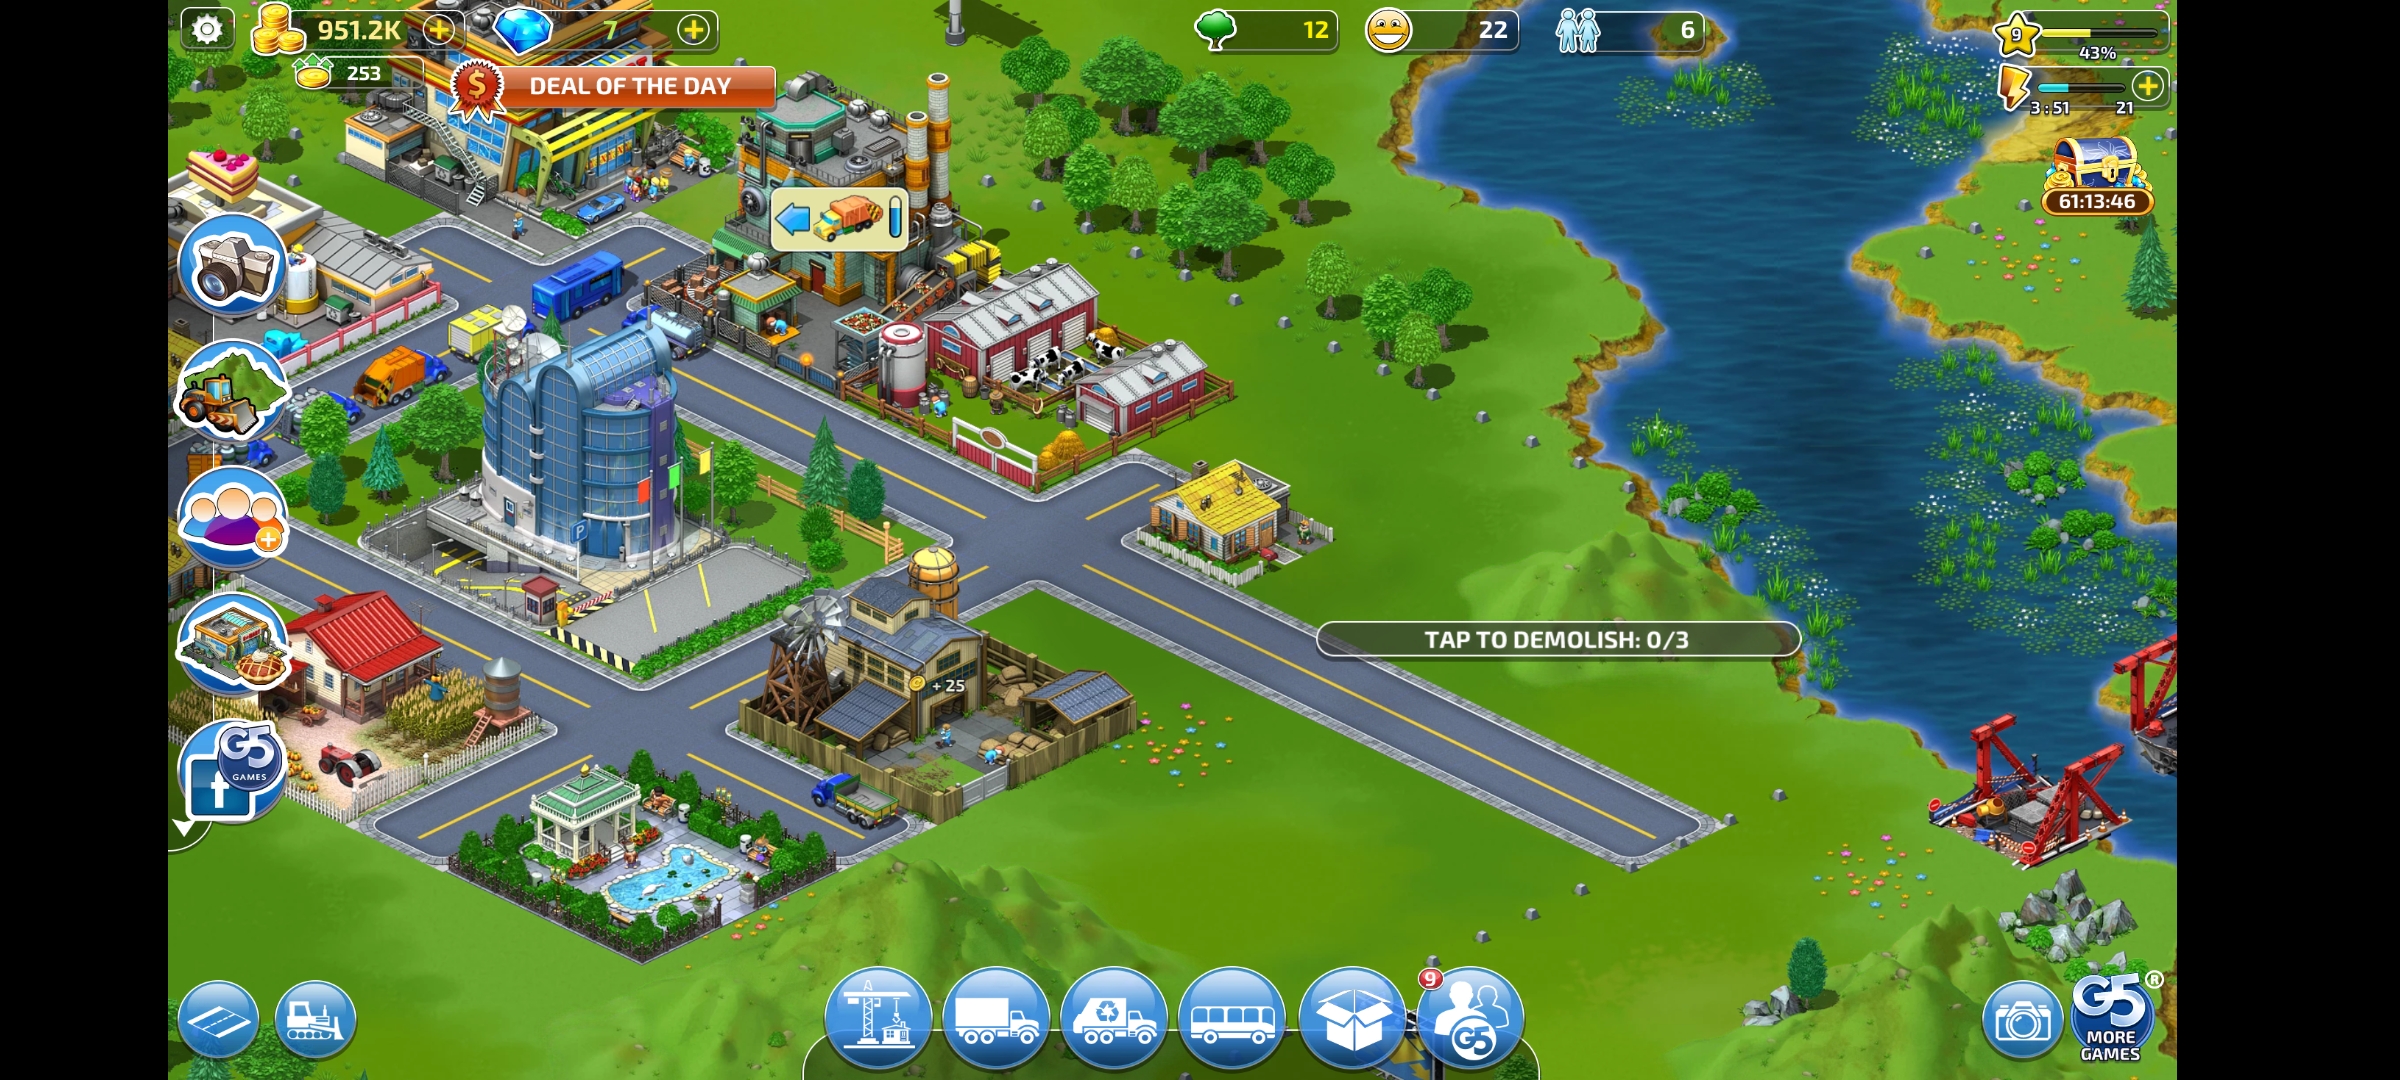 951.2K
7
12
22
6
9
43%
253
DEAL OF THE DAY
3:51
21
61:13:46
P
TAP TO DEMOLISH: 0/3
+25
G5
GAMES
f
9
G5
G5®
MORE
GAMES